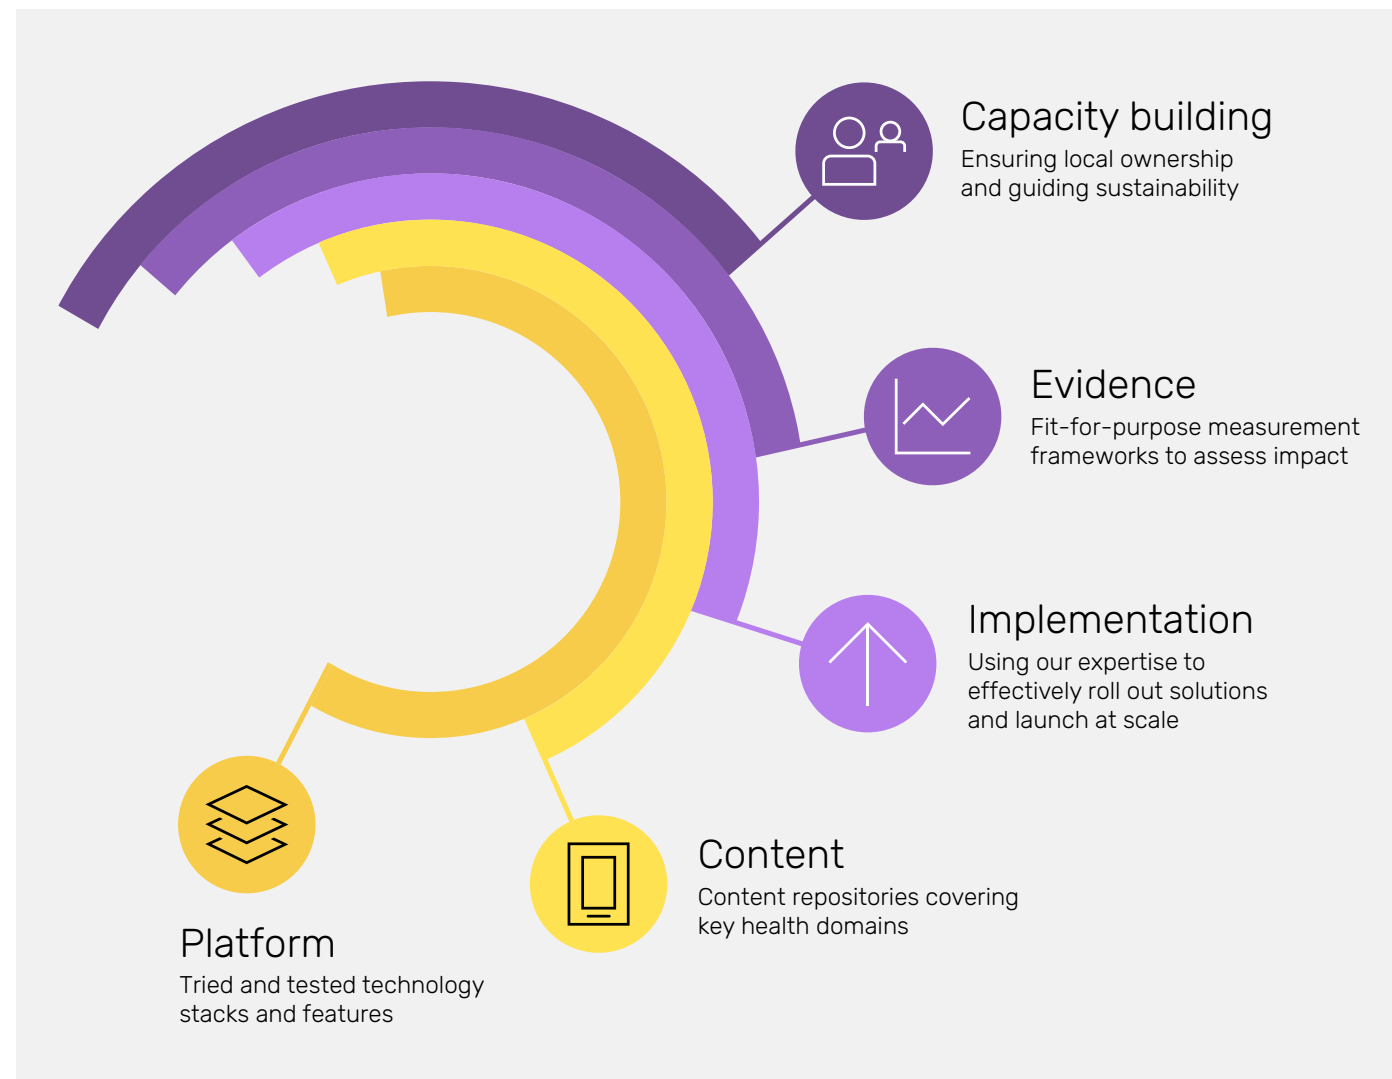 Capacity building
Ensuring local ownership
and guiding sustainability
Evidence
Fit-for-purpose measurement
frameworks to assess impact
Implementation
Using our expertise to
effectively roll out solutions
and launch at scale
Content
Content repositories covering
key health domains
Platform
Tried and tested technology
stacks and features